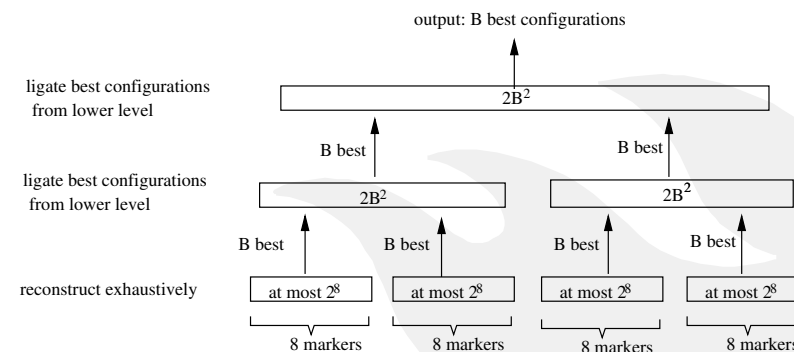 output: B best configurations
ligate best configurations
from lower level
2B²
B best
B best
ligate best configurations
from lower level
2B²
2B²
B best
B best
B best
B best
reconstruct exhaustively
at most 2⁸
at most 2⁸
at most 2⁸
at most 2⁸
8 markers
8 markers
8 markers
8 markers